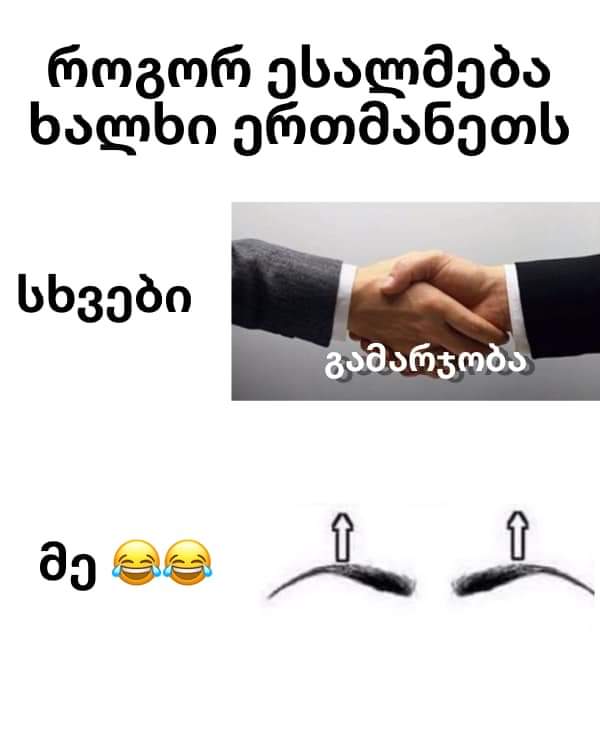 როგორ ესალმება
ხალხი ერთმანეთს
სხვები
გამარჯობა
მე 😂😂